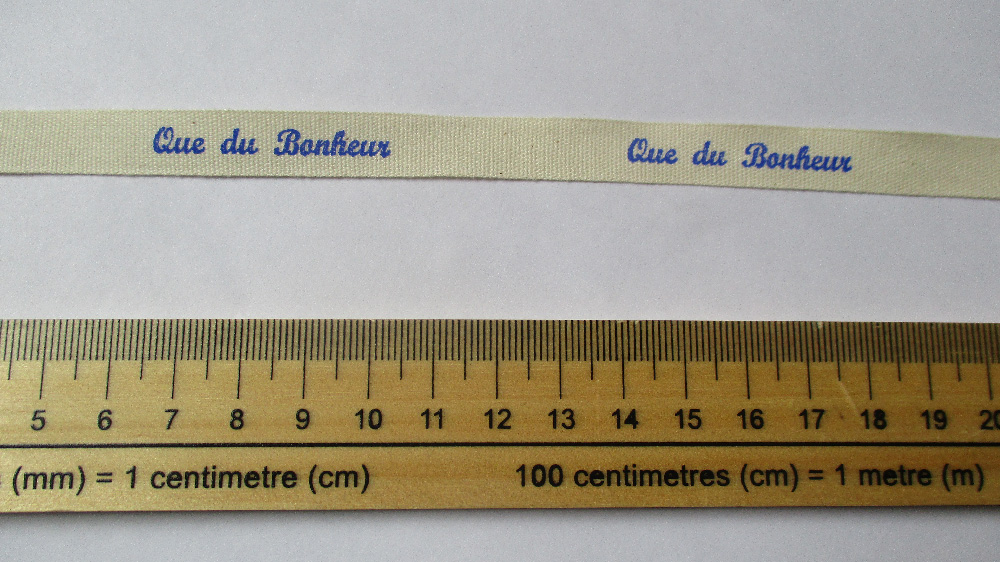 Que du Bonheur Que du Bonheur
5 6 7 8 9 10 11 12 13 14 15 16 17 18 19 20
(mm) = 1 centimetre (cm) 100 centimetres (cm) = 1 metre (m)